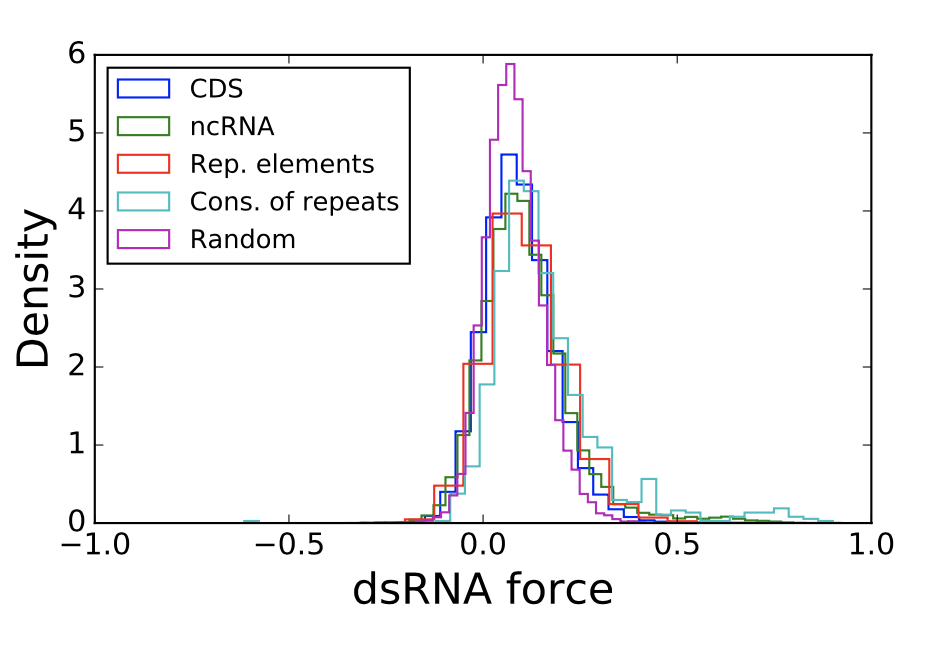 6
5
4
3
2
1
0
Density
CDS
ncRNA
Rep. elements
Cons. of repeats
Random
−1.0 −0.5 0.0 0.5 1.0
dsRNA force